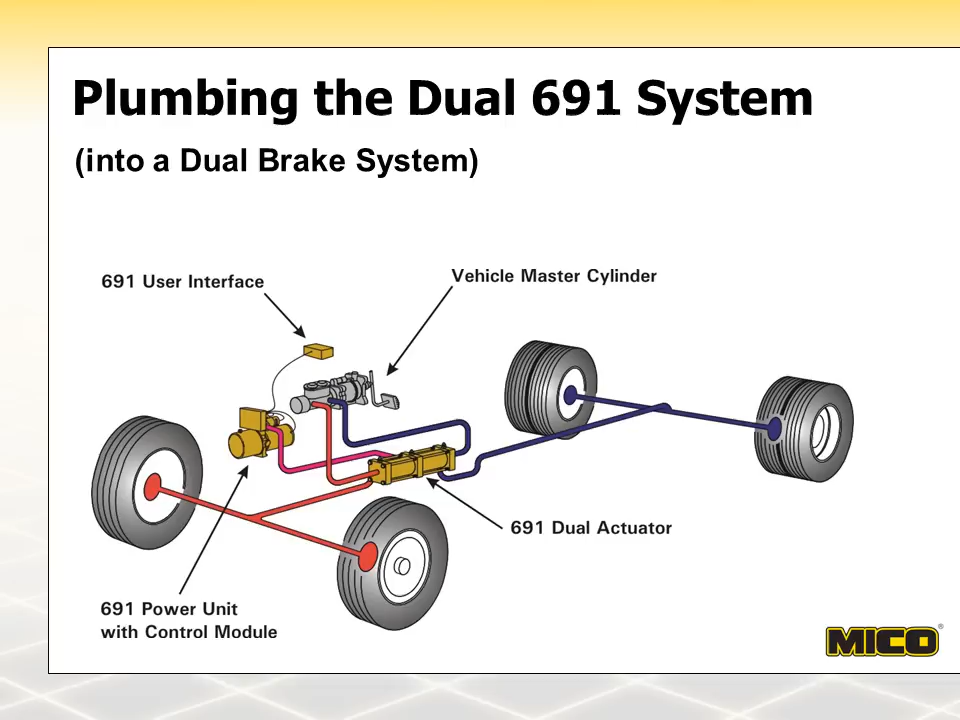 Plumbing the Dual 691 System
(into a Dual Brake System)
691 User Interface
Vehicle Master Cylinder
691 Dual Actuator
691 Power Unit
with Control Module
MICO®